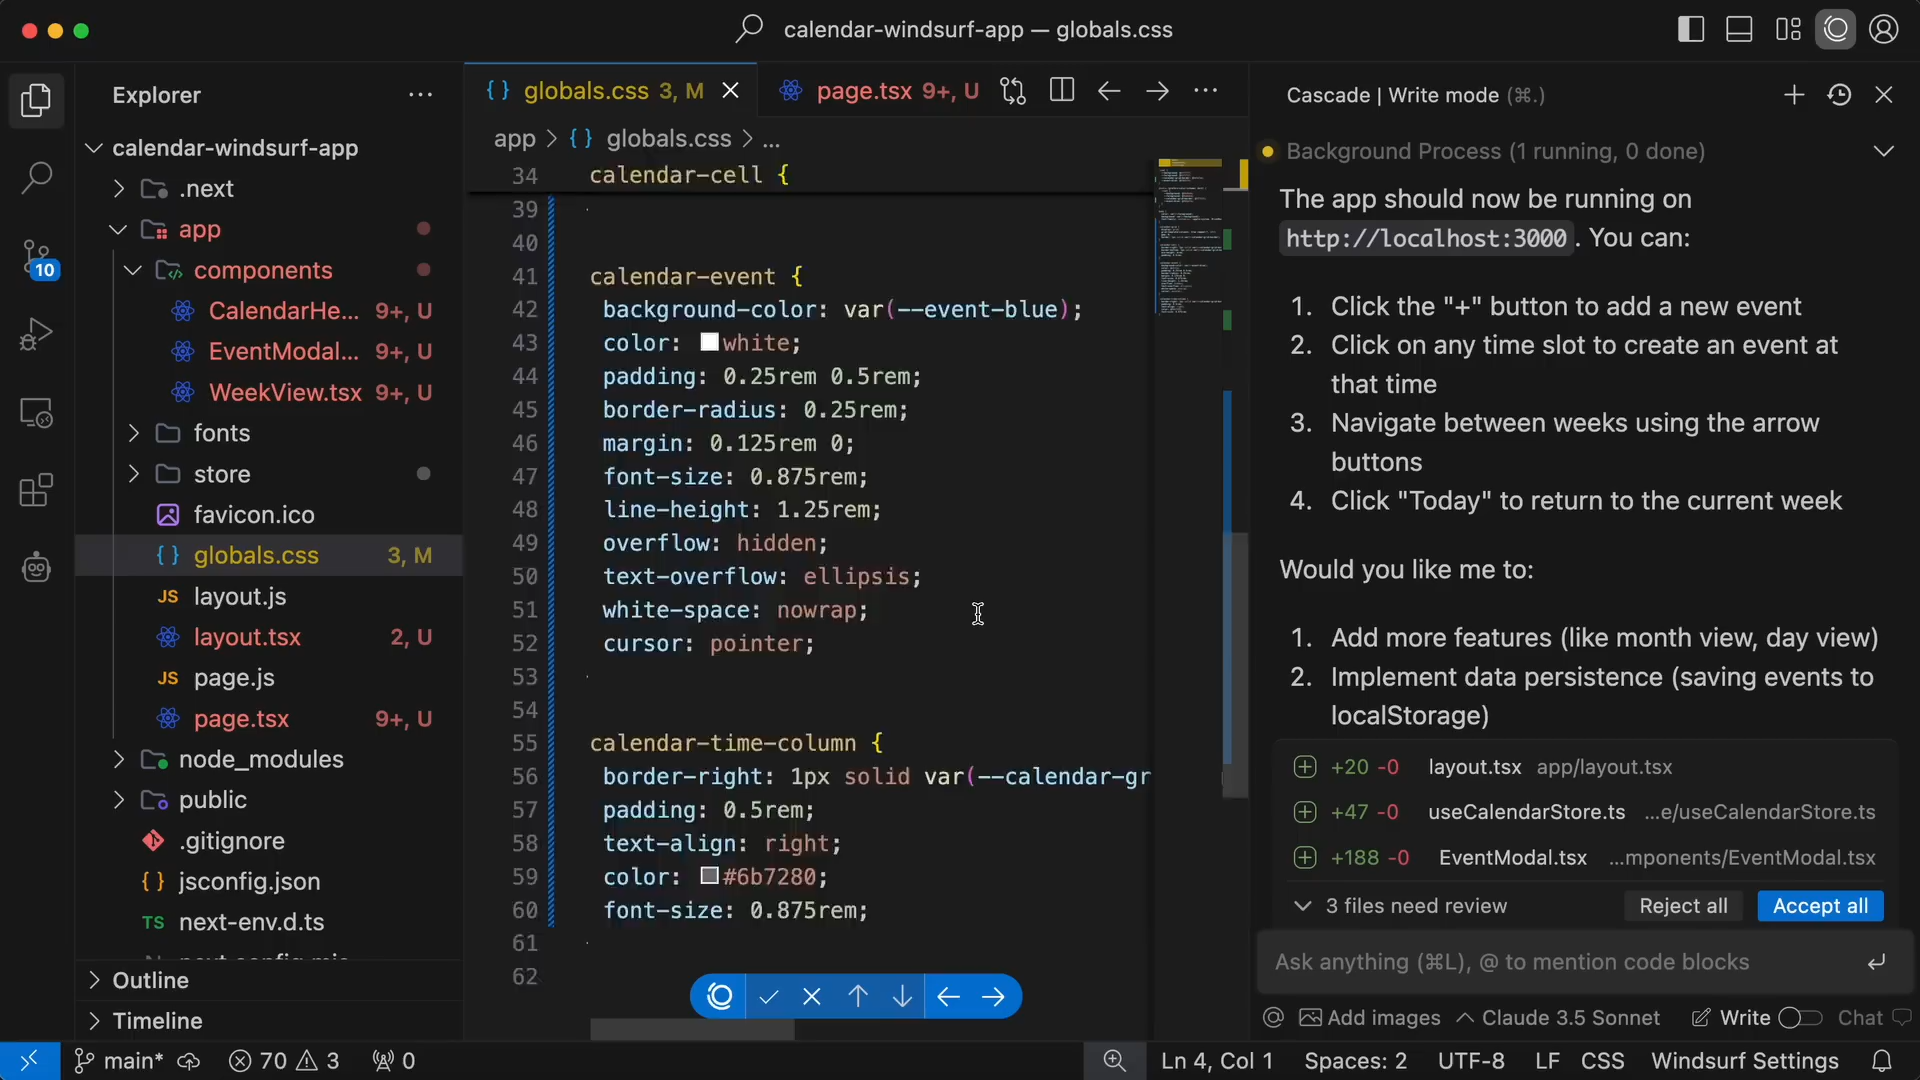 calendar-windsurf-app — globals.css
Explorer
calendar-windsurf-app
.next
app
components
CalendarHe... 9+, U
EventModal... 9+, U
WeekView.tsx 9+, U
fonts
store
favicon.ico
{ } globals.css 3, M
JS layout.js
layout.tsx 2, U
JS page.js
page.tsx 9+, U
node_modules
public
.gitignore
{ } jsconfig.json
TS next-env.d.ts
Outline
Timeline
10
{ } globals.css 3, M
page.tsx 9+, U
app > { } globals.css > ...
34 calendar-cell {
39
40
41 calendar-event {
42 background-color: var(--event-blue);
43 color: white;
44 padding: 0.25rem 0.5rem;
45 border-radius: 0.25rem;
46 margin: 0.125rem 0;
47 font-size: 0.875rem;
48 line-height: 1.25rem;
49 overflow: hidden;
50 text-overflow: ellipsis;
51 white-space: nowrap;
52 cursor: pointer;
53
54
55 calendar-time-column {
56 border-right: 1px solid var(--calendar-gr
57 padding: 0.5rem;
58 text-align: right;
59 color: #6b7280;
60 font-size: 0.875rem;
61
62
Cascade | Write mode (⌘.)
Background Process (1 running, 0 done)
The app should now be running on
http://localhost:3000 . You can:
1. Click the "+" button to add a new event
2. Click on any time slot to create an event at
that time
3. Navigate between weeks using the arrow
buttons
4. Click "Today" to return to the current week
Would you like me to:
1. Add more features (like month view, day view)
2. Implement data persistence (saving events to
localStorage)
+20 -0 layout.tsx app/layout.tsx
+47 -0 useCalendarStore.ts ...e/useCalendarStore.ts
+188 -0 EventModal.tsx ...mponents/EventModal.tsx
3 files need review Reject all Accept all
Ask anything (⌘L), @ to mention code blocks
Add images Claude 3.5 Sonnet Write Chat
main* 70 3 0
Ln 4, Col 1 Spaces: 2 UTF-8 LF CSS Windsurf Settings